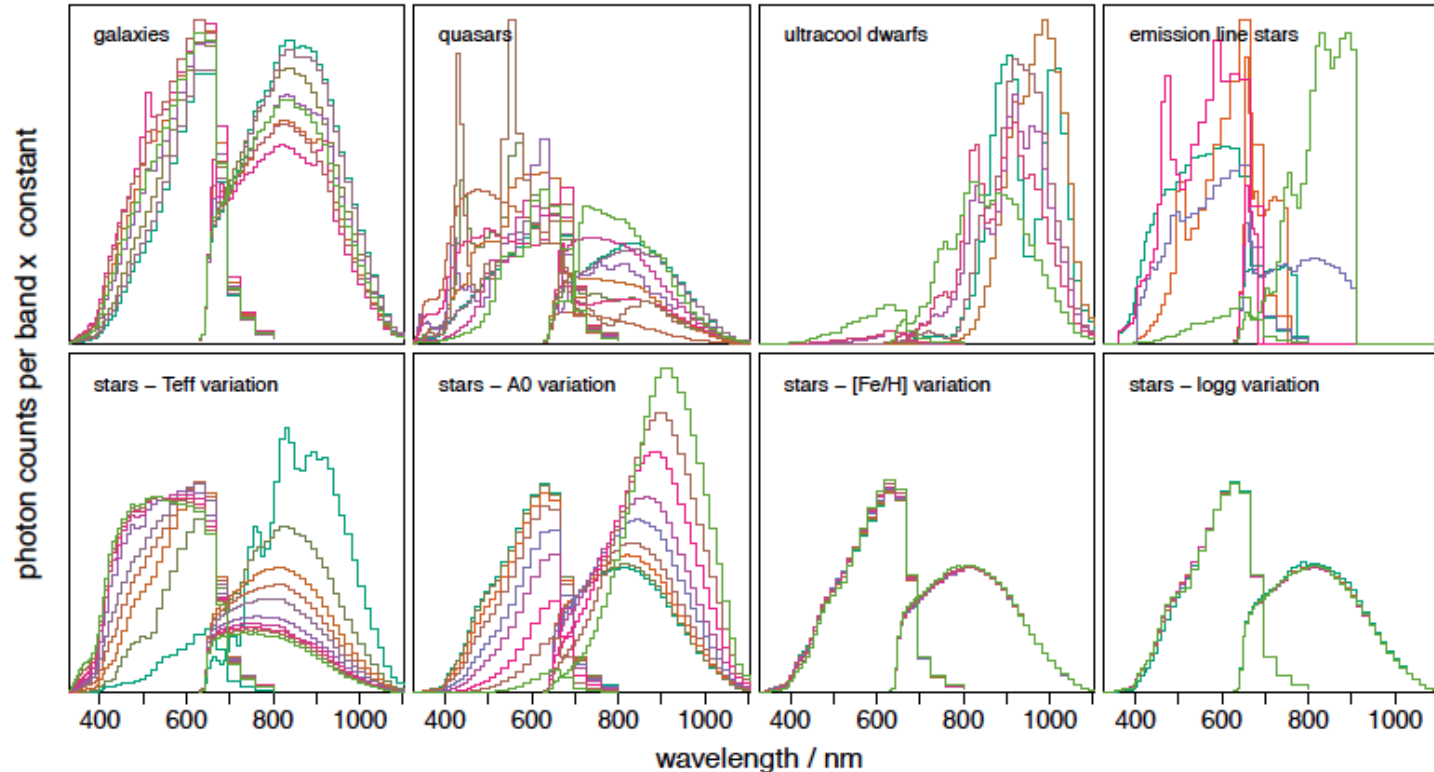 galaxies
quasars
ultracool dwarfs
emission line stars
stars – Teff variation
stars – A0 variation
stars – [Fe/H] variation
stars – logg variation
photon counts per band x constant
400 600 800 1000
400 600 800 1000
400 600 800 1000
400 600 800 1000
wavelength / nm